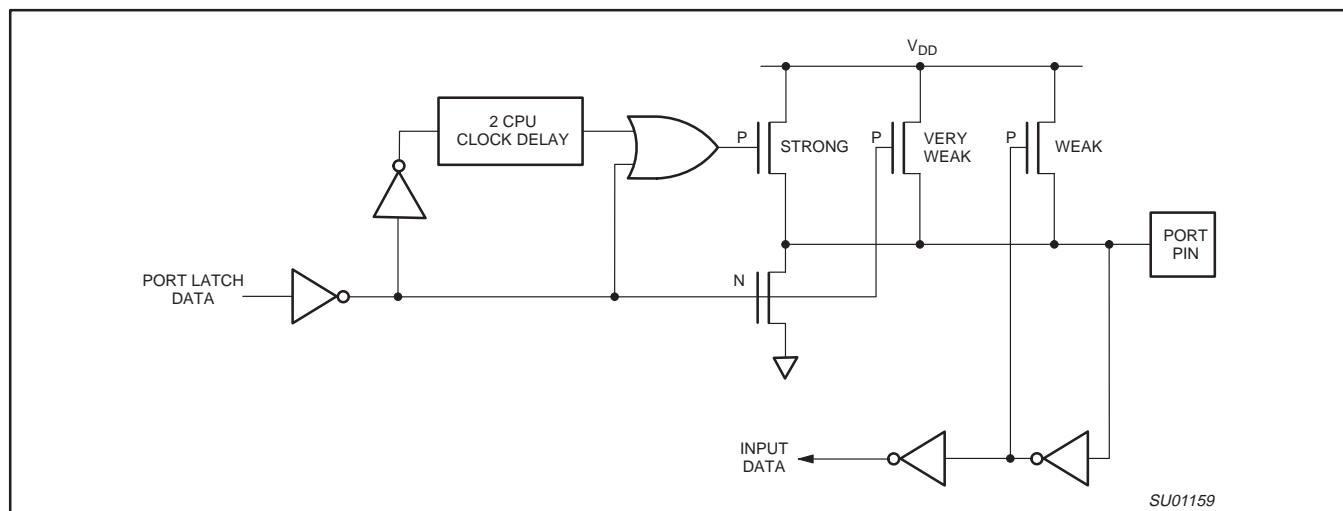 VDD
2 CPU
CLOCK DELAY
P
STRONG
P
VERY
WEAK
P
WEAK
PORT
PIN
PORT LATCH
DATA
N
INPUT
DATA
SU01159